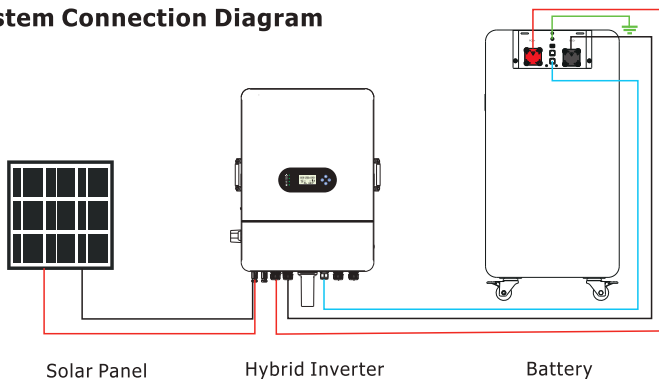 stem Connection Diagram
Solar Panel
Hybrid Inverter
Battery